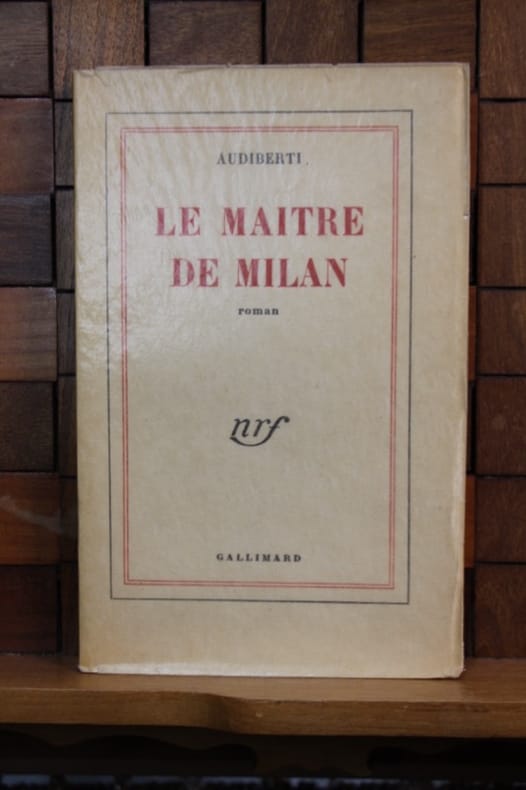 AUDIBERTI
LE MAITRE
DE MILAN
roman
nrf
GALLIMARD